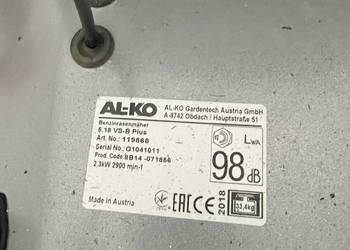 AL-KO
AL-KO Gardentech Austria GmbH
A-8742 Obdach / Hauptstraße 51
Benzinrasenmäher
5.18 VS-B Plus
Art. No.: 119866
Serial No: G1041011
Prod. Code:
2,3kW 2900 min-1
LWA
98 dB
Made in Austria
EAC CE
2018
33,4kg